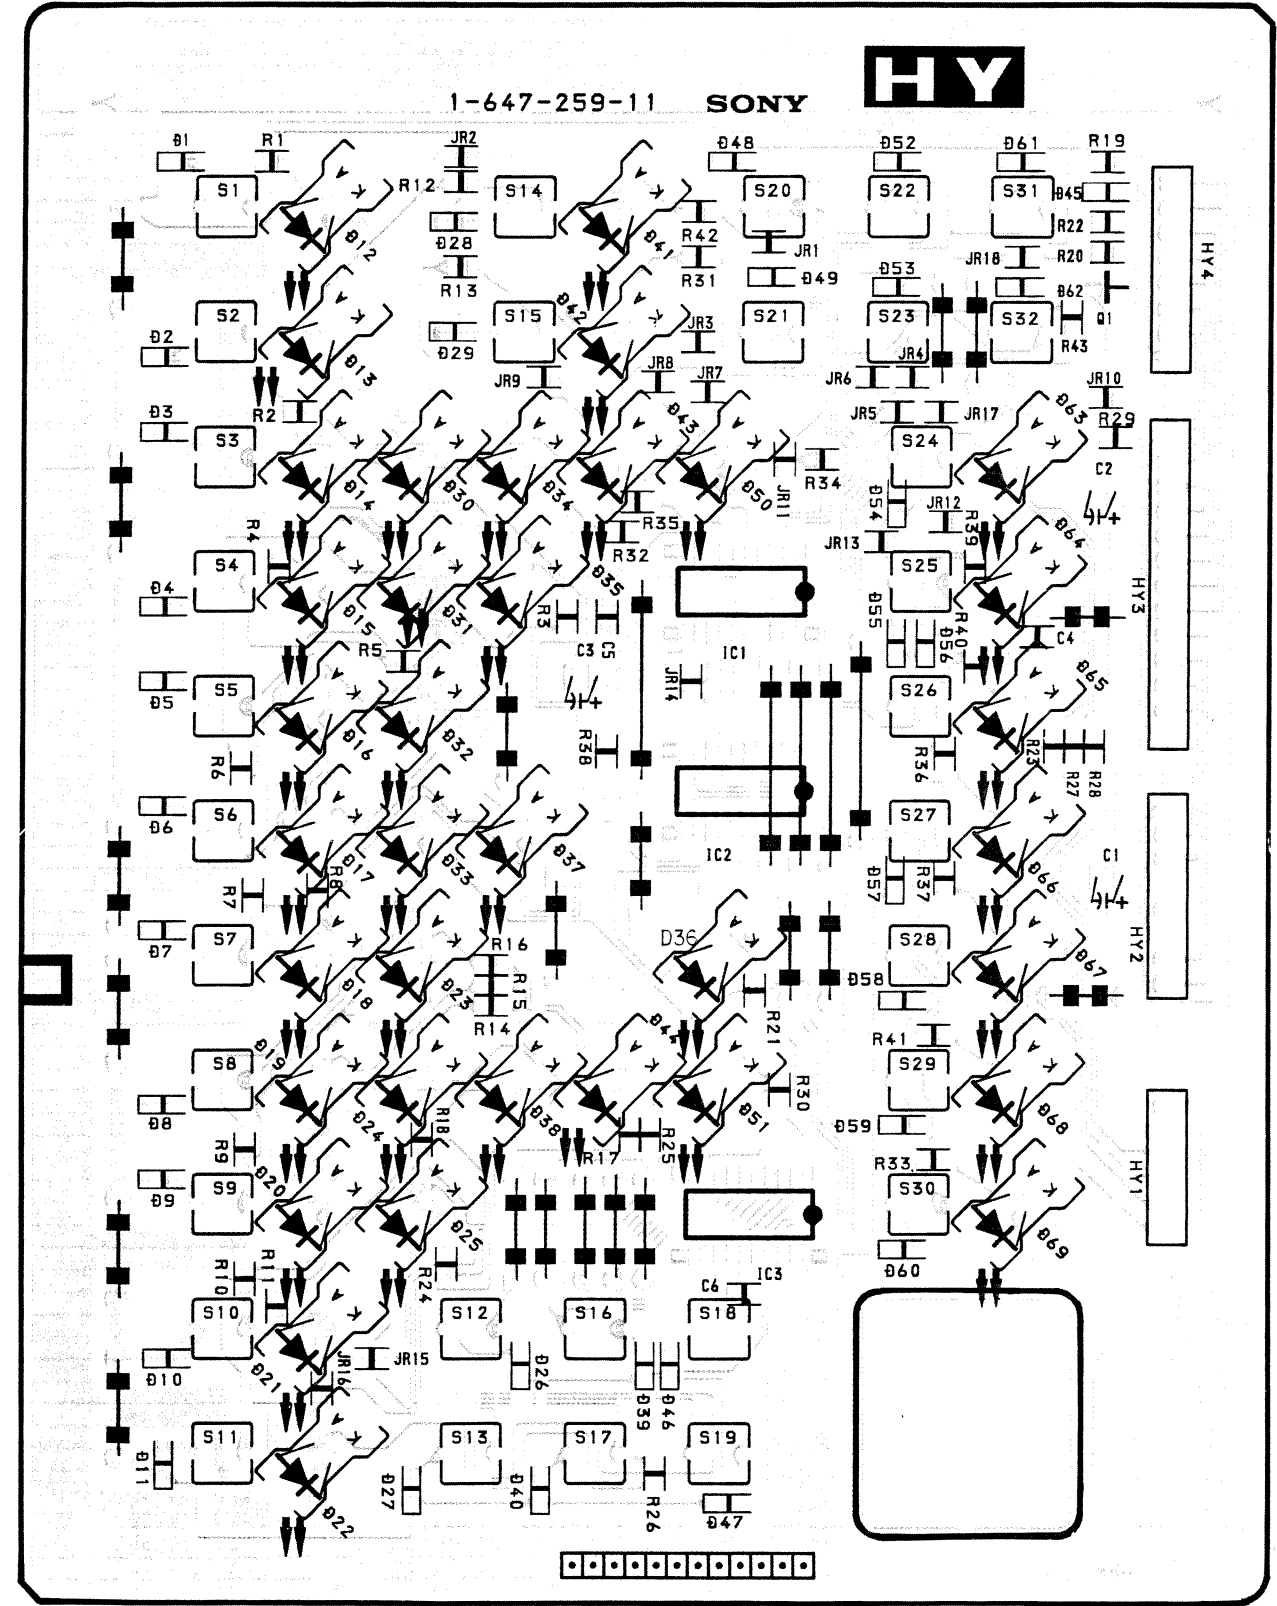 HY
1-647-259-11 SONY
D1 R1 JR2 D48 D52 D61 R19
S1 A K R12 S14 A K S20 S22 S31 D45
D12 D28 D41 R42 JR1 R22
R13 R31 D49 JR18 R20 HY4
D53 D62 Q1
D2 S2 A K D29 S15 D42 A K JR3 S21 S23 S32 R43
D13 JR9 JR8 JR7 JR6 JR4
D3 R2 JR5 JR17 D63 JR10 R29
S3 A K A K A K D43 A K A K S24 A K C2
D14 D30 D34 R35 D50 JR11 R34 D54 JR12 R39 D64
R4 R32 JR13
D4 S4 A K A K A K D35 S25 A K HY3
D15 D31 R3 C5 D55 D56 R40 C4
R5 C3 IC1 JR14
D5 S5 A K A K S26 A K D65
D16 D32 R38 R36 R23 R27 R28
R6
D6 S6 A K A K A K S27 A K
D17 D33 D37 IC2 C1
R7 R8 D57 R37 D66
D7 S7 A K A K R16 D36 A K S28 A K D67 HY2
D18 D23 R15 D58
R14 R21 R41
D19 D44
S8 A K A K A K A K A K R30 S29 A K
D8 D24 R18 D38 D51 D59 D68
R9 R17 R25 R33
D9 D20 S9 A K A K S30 A K HY1
D25 D69
R10 R11 R24 C6 IC3 D60
S10 A K S12 S16 S18
D10 D21 JR16 JR15 D26 D39 D46
S11 A K S13 S17 S19
D11 D22 D27 D40 R26 D47